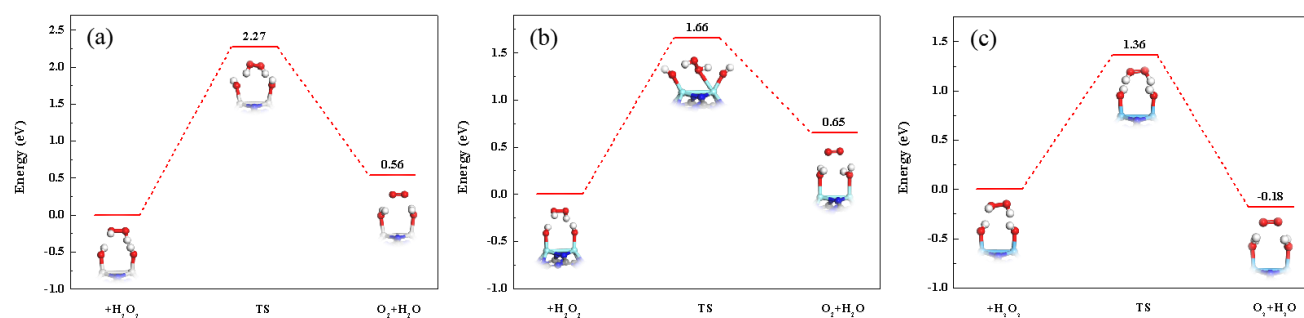 (a)
2.5
2.0
1.5
1.0
0.5
0.0
-0.5
-1.0
Energy (eV)
2.27
0.56
+H₂O₂
TS
O₂+H₂O
(b)
1.5
1.0
0.5
0.0
-0.5
-1.0
Energy (eV)
1.66
0.65
+H₂O₂
TS
O₂+H₂O
(c)
1.5
1.0
0.5
0.0
-0.5
-1.0
Energy (eV)
1.36
-0.18
+H₂O₂
TS
O₂+H₂O